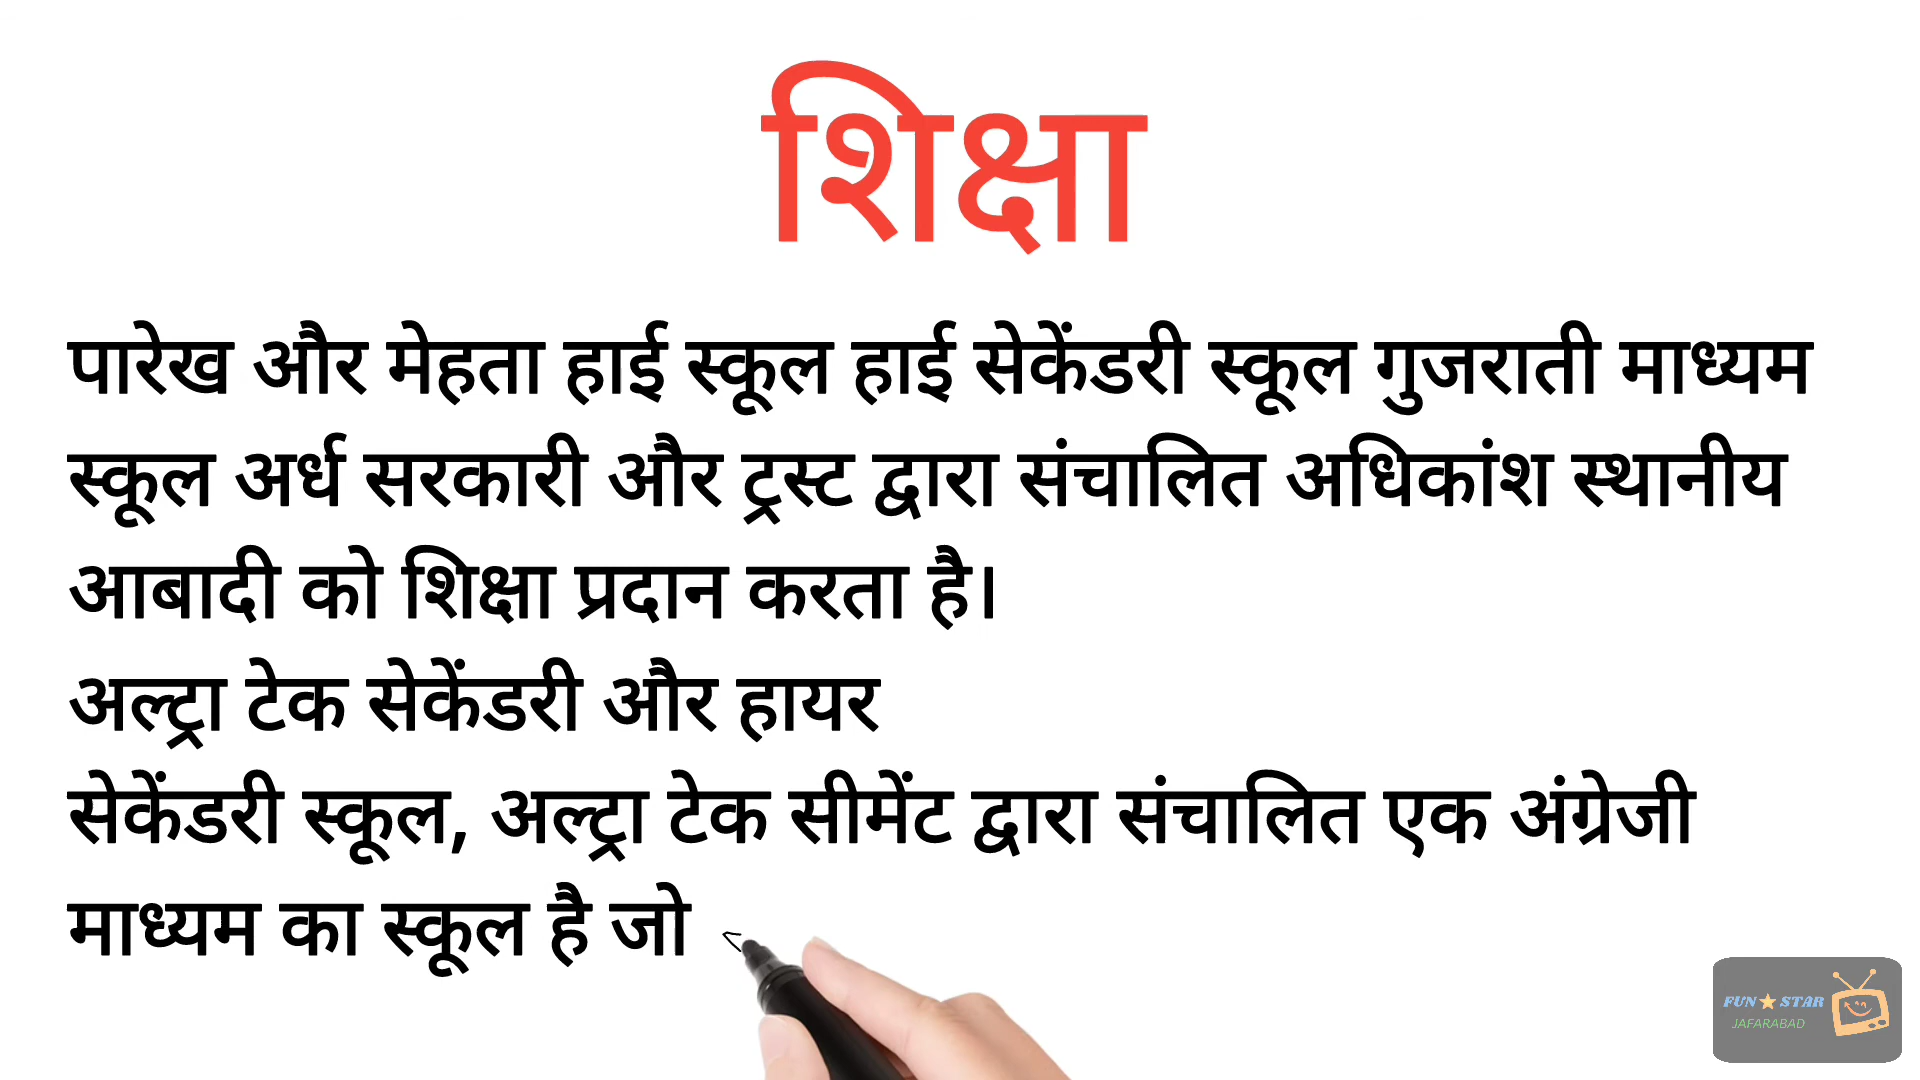 शिक्षा
पारेख और मेहता हाई स्कूल हाई सेकेंडरी स्कूल गुजराती माध्यम
स्कूल अर्ध सरकारी और ट्रस्ट द्वारा संचालित अधिकांश स्थानीय
आबादी को शिक्षा प्रदान करता है।
अल्ट्रा टेक सेकेंडरी और हायर
सेकेंडरी स्कूल, अल्ट्रा टेक सीमेंट द्वारा संचालित एक अंग्रेजी
माध्यम का स्कूल है जो
FUN STAR
JAFARABAD